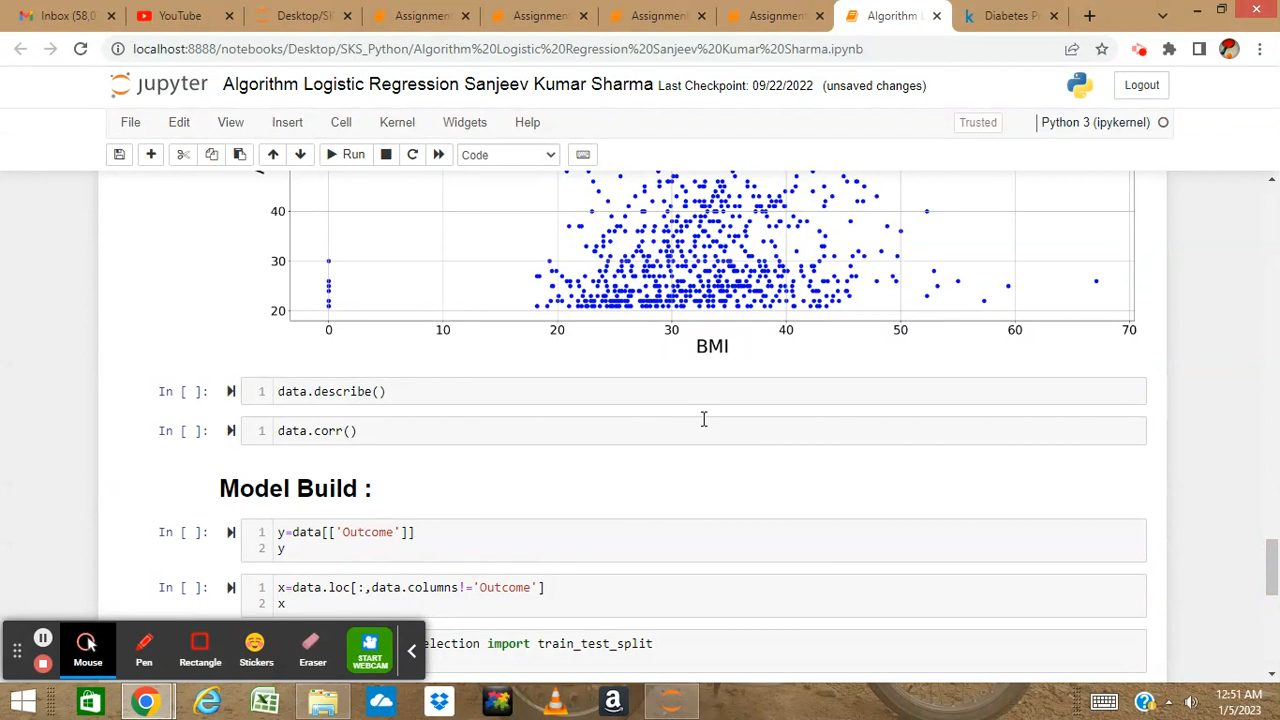 Inbox (58,0
YouTube
Desktop/SK
Assignment
Assignment
Assignment
Assignment
Algorithm L
Diabetes P
localhost:8888/notebooks/Desktop/SKS_Python/Algorithm%20Logistic%20Regression%20Sanjeev%20Kumar%20Sharma.ipynb
jupyter Algorithm Logistic Regression Sanjeev Kumar Sharma Last Checkpoint: 09/22/2022 (unsaved changes)
Logout
File Edit View Insert Cell Kernel Widgets Help
Trusted
Python 3 (ipykernel)
Run
Code
40
30
20
0 10 20 30 40 50 60 70
BMI
In [ ]: 1 data.describe()
In [ ]: 1 data.corr()
Model Build :
In [ ]: 1 y=data[['Outcome']]
2 y
In [ ]: 1 x=data.loc[:,data.columns!='Outcome']
2 x
election import train_test_split
Mouse
Pen
Rectangle
Stickers
Eraser
START
WEBCAM
12:51 AM
1/5/2023